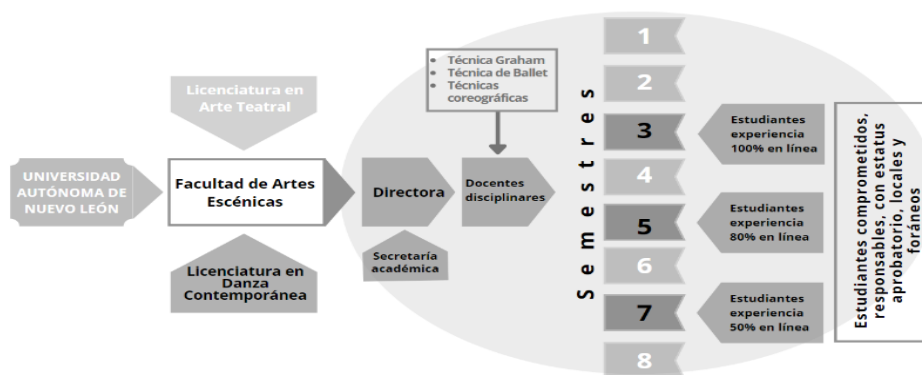 UNIVERSIDAD
AUTÓNOMA DE
NUEVO LEÓN
Licenciatura en
Arte Teatral
Facultad de Artes
Escénicas
Licenciatura en
Danza
Contemporánea
Directora
Secretaría
académica
• Técnica Graham
• Técnica de Ballet
• Técnicas
coreográficas
Docentes
disciplinares
Semestres
1
2
3
4
5
6
7
8
Estudiantes
experiencia
100% en línea
Estudiantes
experiencia
80% en línea
Estudiantes
experiencia
50% en línea
Estudiantes comprometidos,
responsables, con estatus
aprobatorio, locales y
foráneos